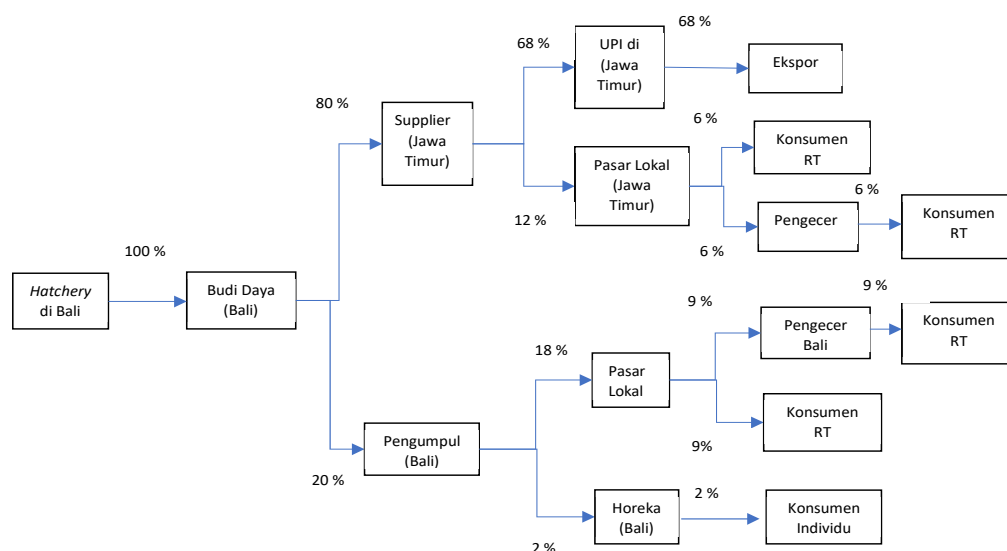 68 %
68 %
UPI di
(Jawa
Timur)
Ekspor
80 %
Supplier
(Jawa
Timur)
6 %
Konsumen
RT
Pasar Lokal
(Jawa
Timur)
12 %
6 %
Pengecer
6 %
Konsumen
RT
100 %
Hatchery
di Bali
Budi Daya
(Bali)
9 %
Pengecer
Bali
9 %
Konsumen
RT
18 %
Pasar
Lokal
Konsumen
RT
9%
Pengumpul
(Bali)
20 %
Horeka
(Bali)
2 %
Konsumen
Individu
2 %